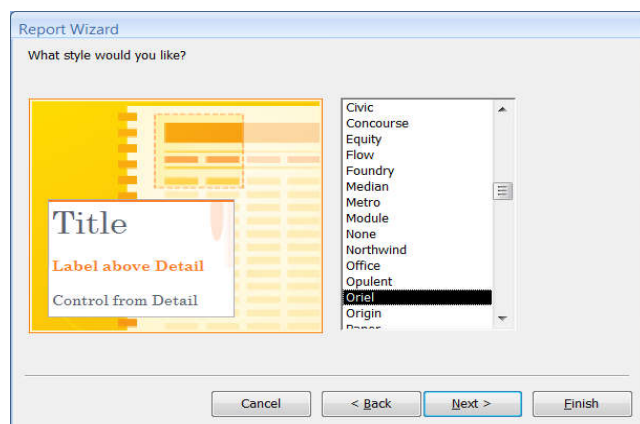 Report Wizard
What style would you like?
Title
Label above Detail
Control from Detail
Civic
Concourse
Equity
Flow
Foundry
Median
Metro
Module
None
Northwind
Office
Opulent
Oriel
Origin
Paper
Cancel
< Back
Next >
Finish